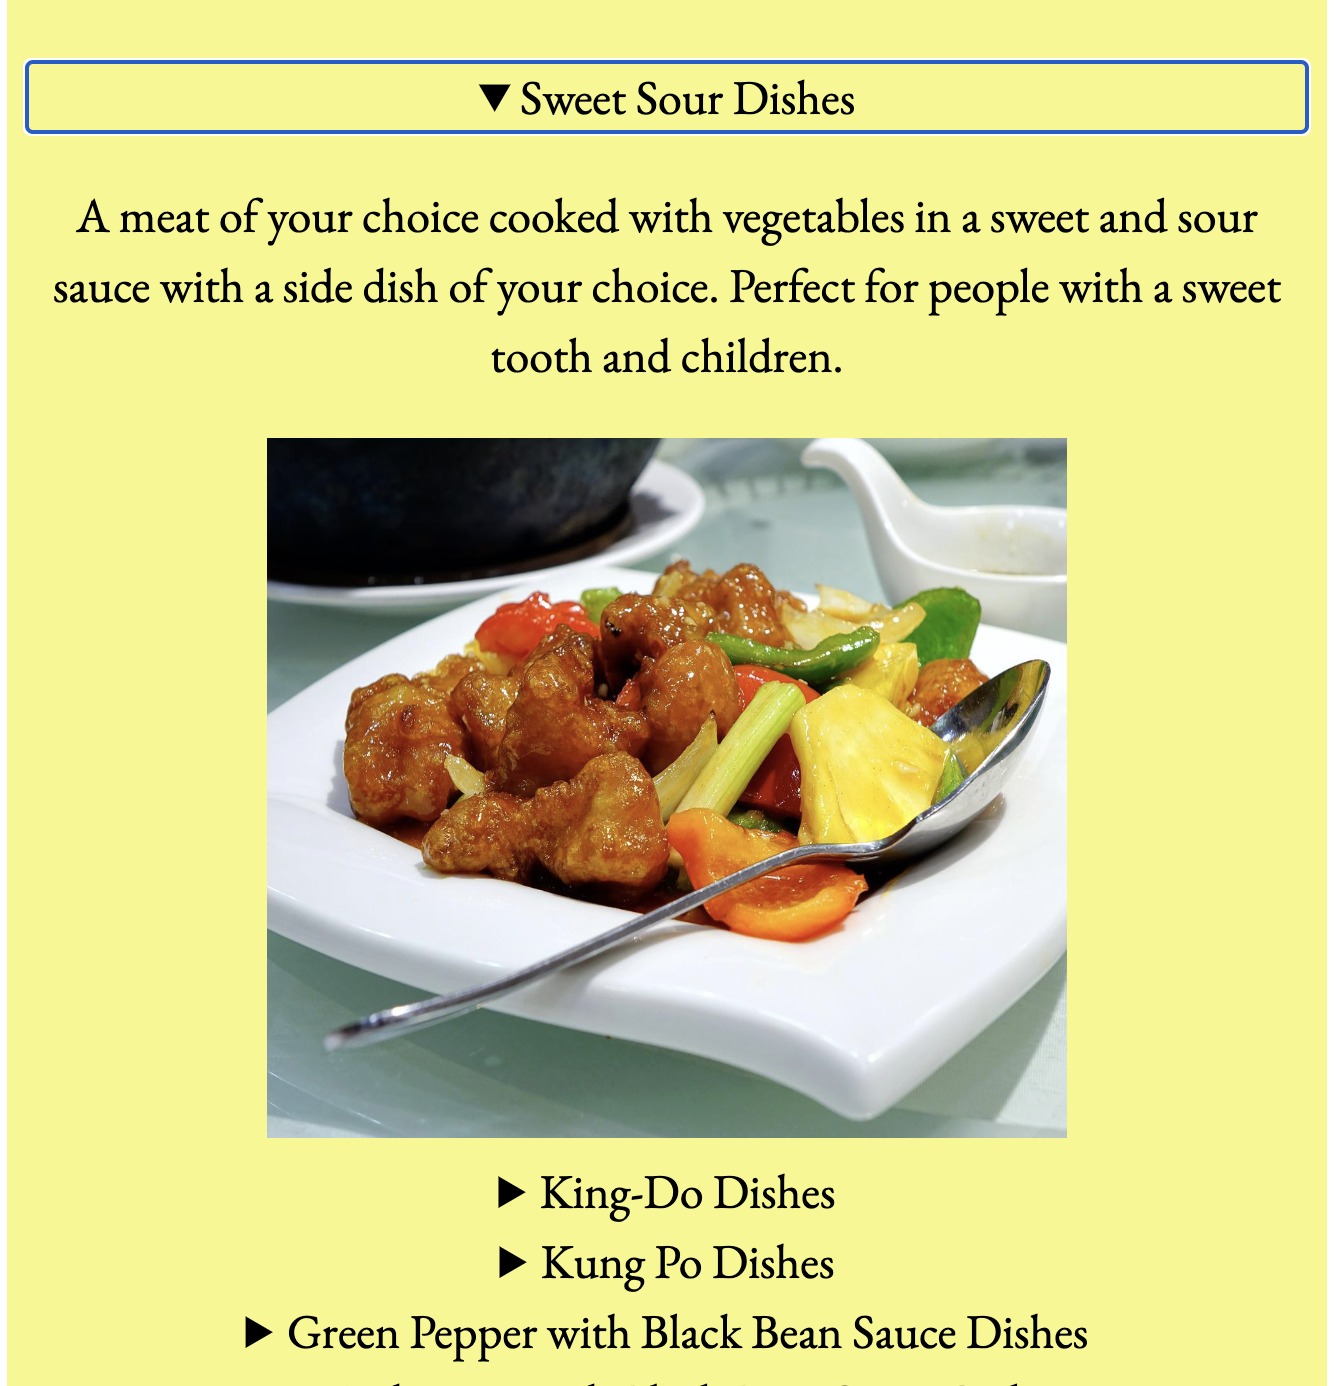 ▼ Sweet Sour Dishes
A meat of your choice cooked with vegetables in a sweet and sour
sauce with a side dish of your choice. Perfect for people with a sweet
tooth and children.
▶ King-Do Dishes
▶ Kung Po Dishes
▶ Green Pepper with Black Bean Sauce Dishes